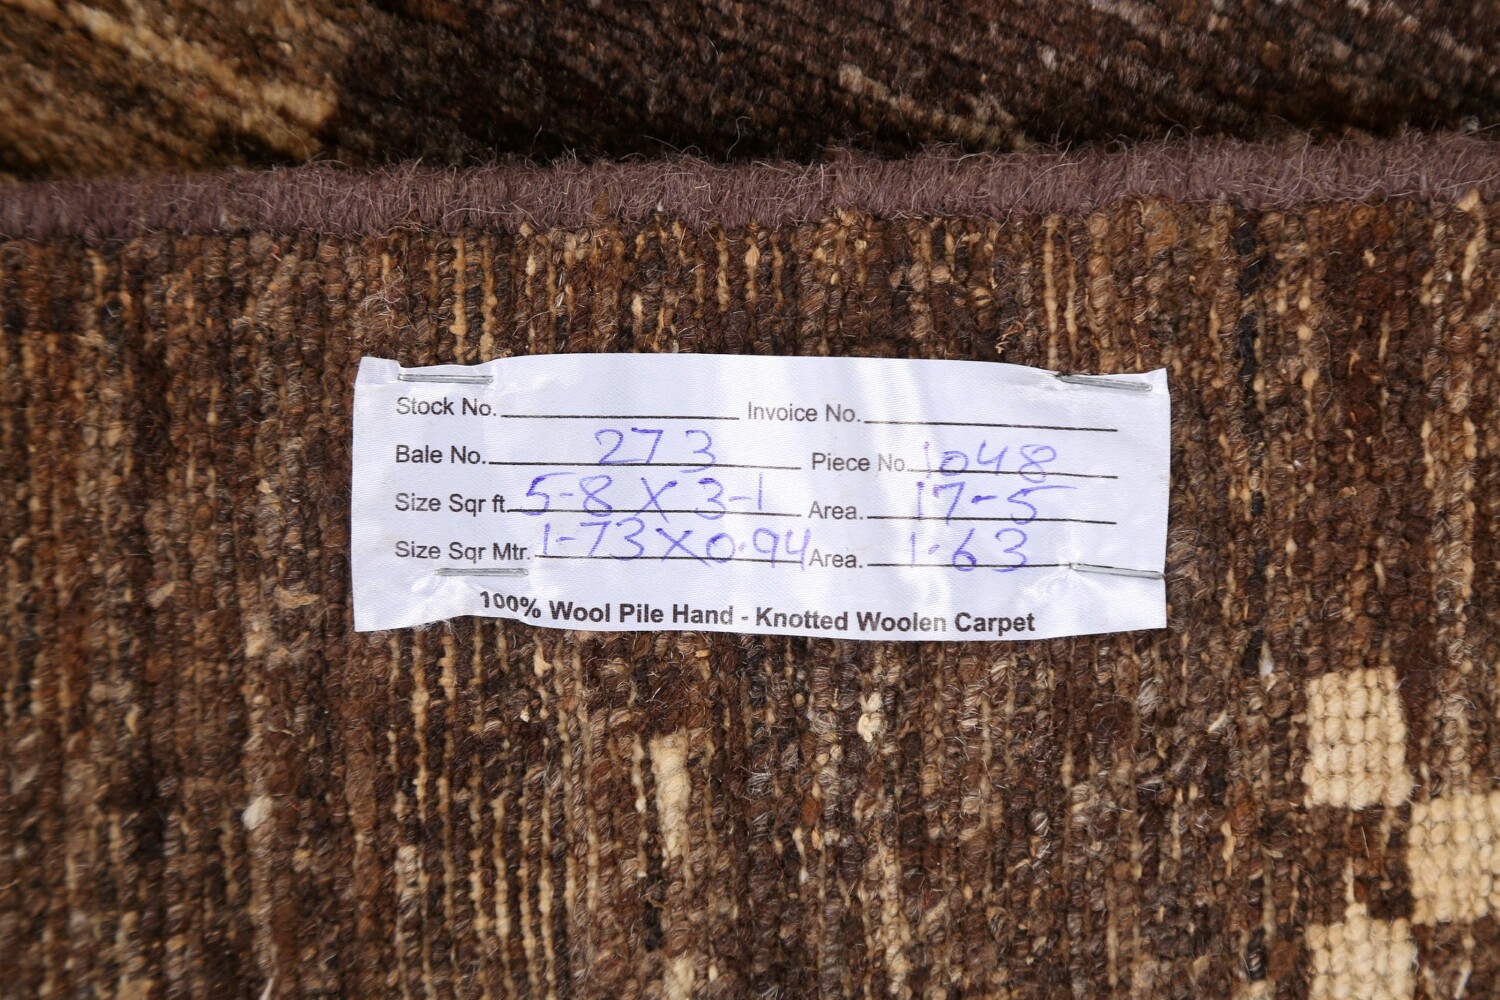 Stock No. Invoice No.
Bale No. 273 Piece No. 1048
Size Sqr ft. 5-8 X 3-1 Area. 17-5
Size Sqr Mtr. 1-73 X 0.94 Area. 1.63
100% Wool Pile Hand - Knotted Woolen Carpet